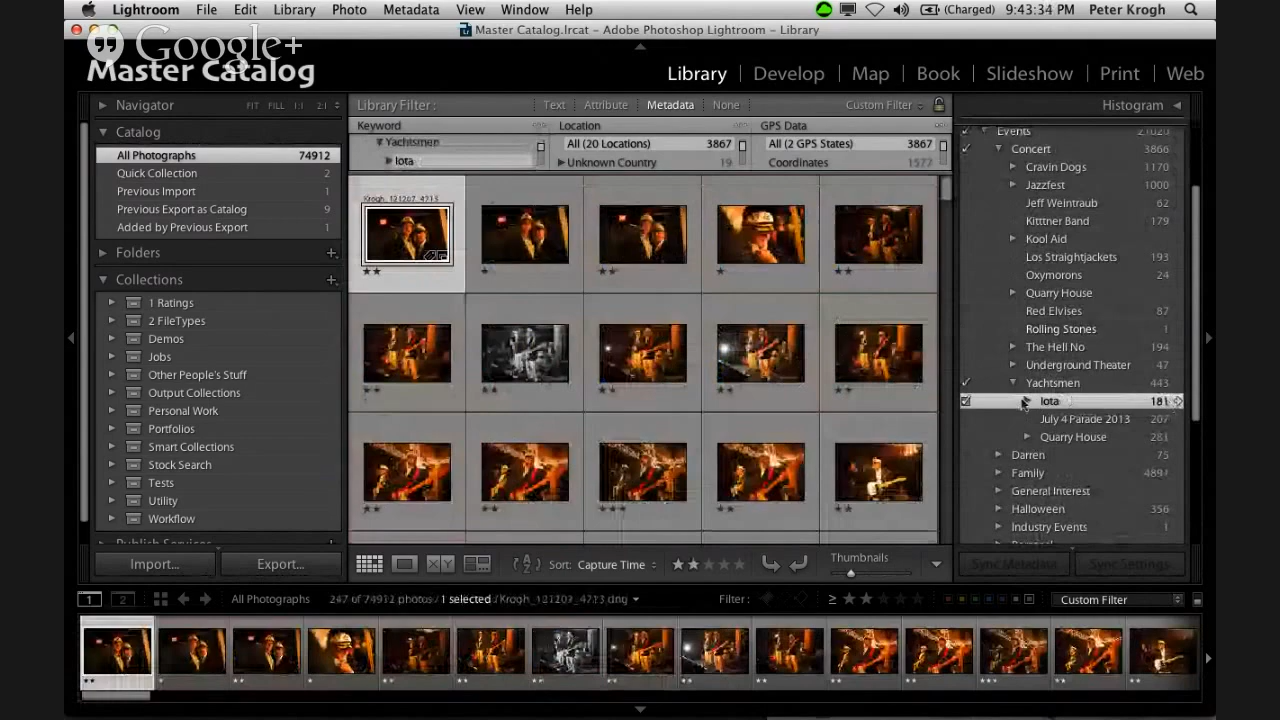 Lightroom File Edit Library Photo Metadata View Window Help (Charged) 9:43:34 PM Peter Krogh
Master Catalog.lrcat – Adobe Photoshop Lightroom – Library
Google+
Master Catalog
Library | Develop | Map | Book | Slideshow | Print | Web
Navigator FIT FILL 1:1 2:1
Library Filter : Text Attribute Metadata None Custom Filter
Histogram
Catalog
All Photographs 74912
Quick Collection 2
Previous Import 1
Previous Export as Catalog 9
Added by Previous Export 1
Folders
Collections
1 Ratings
2 FileTypes
Demos
Jobs
Other People's Stuff
Output Collections
Personal Work
Portfolios
Smart Collections
Stock Search
Tests
Utility
Workflow
Publish Services
Import... Export...
Keyword Location GPS Data
Yachtsmen All (20 Locations) 3867 All (2 GPS States) 3867
Iota Unknown Country 19 Coordinates 1577
Events
Concert 3866
Cravin Dogs 1170
Jazzfest 1000
Jeff Weintraub 62
Kitttner Band 179
Kool Aid
Los Straightjackets 193
Oxymorons 24
Quarry House
Red Elvises 87
Rolling Stones 1
The Hell No 194
Underground Theater 47
Yachtsmen 443
Iota 181
July 4 Parade 2013 207
Quarry House 281
Darren 75
Family 4891
General Interest
Halloween 356
Industry Events 1
Sync Metadata Sync Settings
Sort: Capture Time Thumbnails
1 2 All Photographs 247 of 74912 photos 1 selected Filter : ≥ Custom Filter